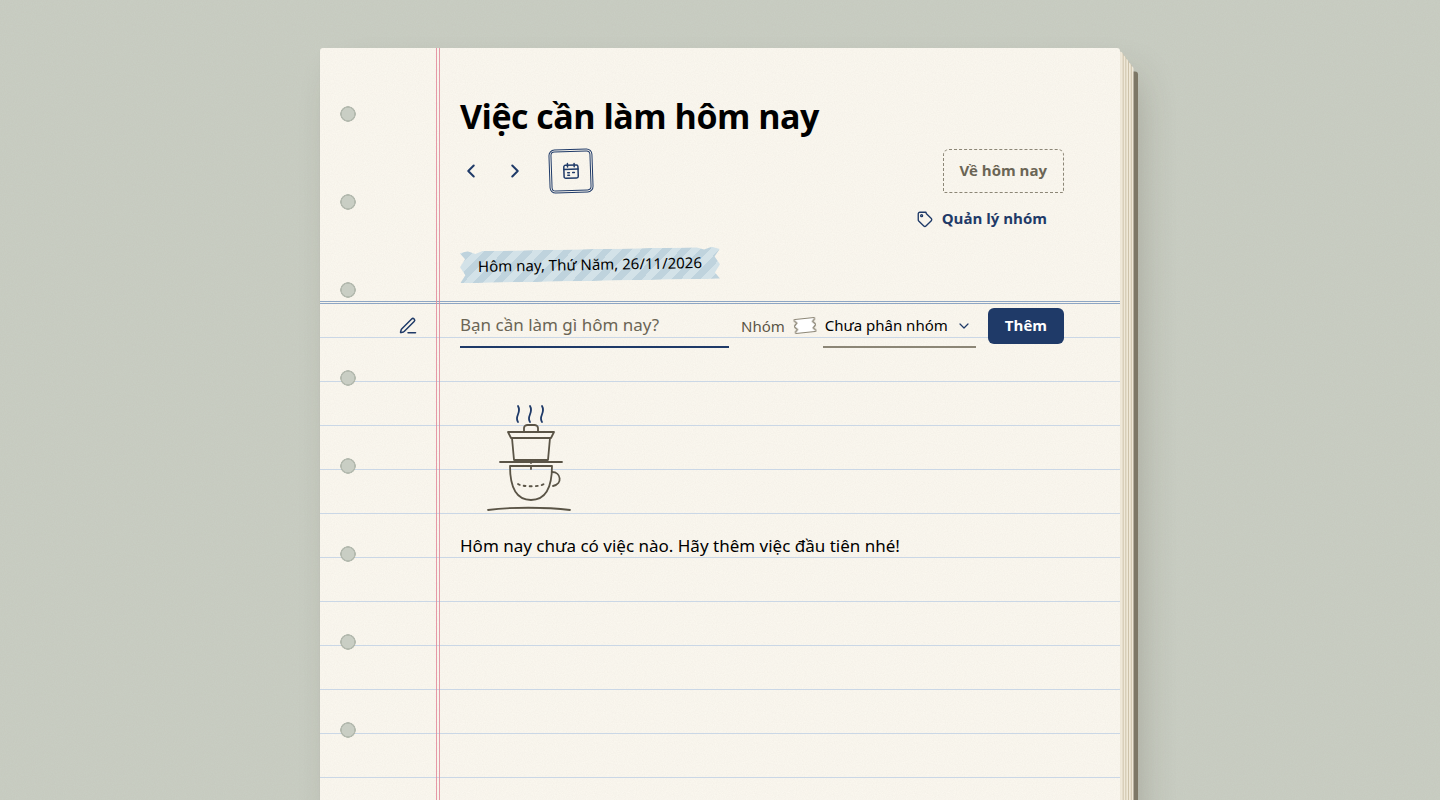 Việc cần làm hôm nay
Về hôm nay
Quản lý nhóm
Hôm nay, Thứ Năm, 26/11/2026
Bạn cần làm gì hôm nay? Nhóm Chưa phân nhóm Thêm
Hôm nay chưa có việc nào. Hãy thêm việc đầu tiên nhé!